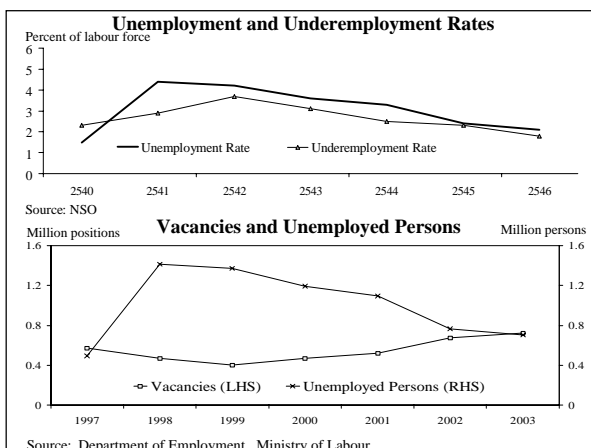 Unemployment and Underemployment Rates
Percent of labour force
6
5
4
3
2
1
0
Unemployment Rate
Underemployment Rate
2540 2541 2542 2543 2544 2545 2546
Source: NSO
Vacancies and Unemployed Persons
Million positions
Million persons
1.6 1.6
1.2 1.2
0.8 0.8
0.4 0.4
0 0
Vacancies (LHS)
Unemployed Persons (RHS)
1997 1998 1999 2000 2001 2002 2003
Source: Department of Employment, Ministry of Labour